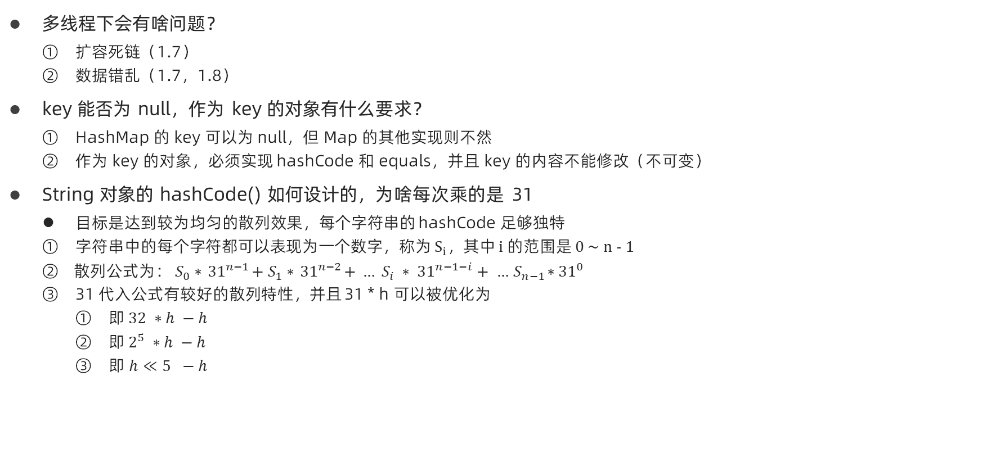 ● 多线程下会有啥问题？
① 扩容死链（1.7）
② 数据错乱（1.7，1.8）
● key 能否为 null，作为 key 的对象有什么要求？
① HashMap 的 key 可以为 null，但 Map 的其他实现则不然
② 作为 key 的对象，必须实现 hashCode 和 equals，并且 key 的内容不能修改（不可变）
● String 对象的 hashCode() 如何设计的，为啥每次乘的是 31
● 目标是达到较为均匀的散列效果，每个字符串的 hashCode 足够独特
① 字符串中的每个字符都可以表现为一个数字，称为 Sᵢ，其中 i 的范围是 0 ~ n - 1
② 散列公式为： $S_0 * 31^{n-1} + S_1 * 31^{n-2} + … S_i * 31^{n-1-i} + … S_{n-1} * 31^0$
③ 31 代入公式有较好的散列特性，并且 31 * h 可以被优化为
① 即 32 ∗ h − h
② 即 2⁵ ∗ h − h
③ 即 h ≪ 5 − h